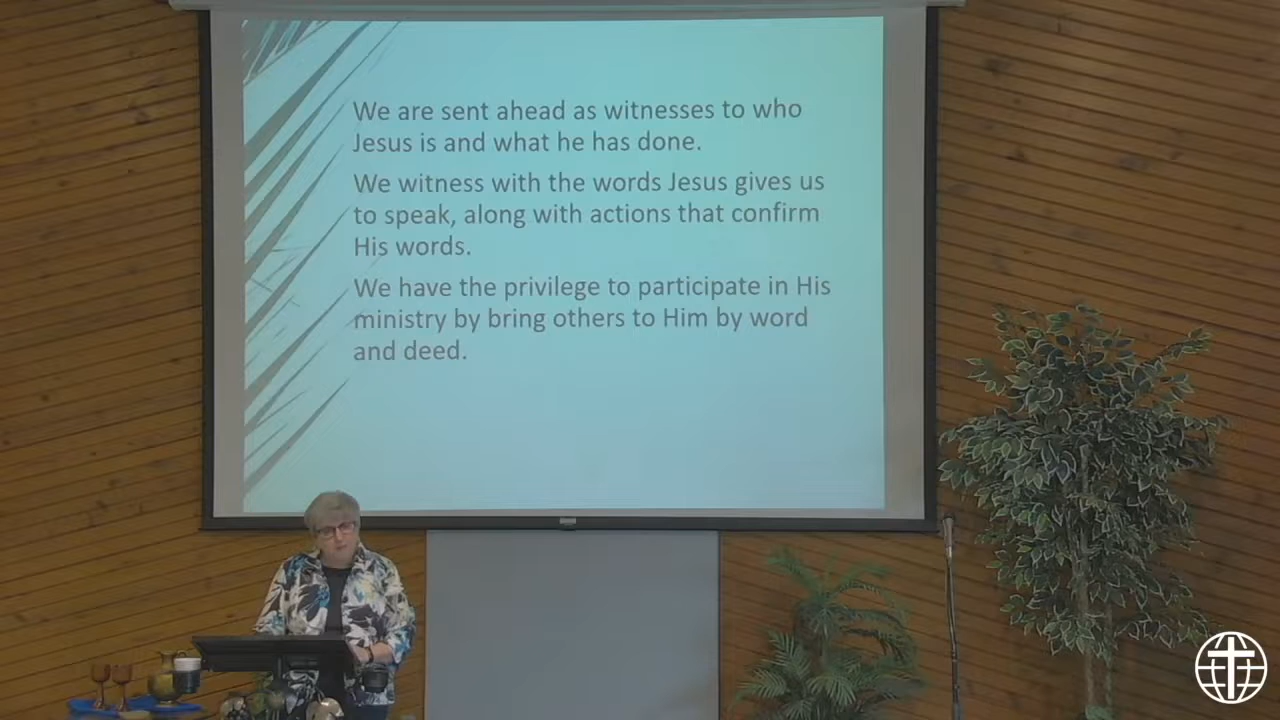 We are sent ahead as witnesses to who
Jesus is and what he has done.
We witness with the words Jesus gives us
to speak, along with actions that confirm
His words.
We have the privilege to participate in His
ministry by bring others to Him by word
and deed.